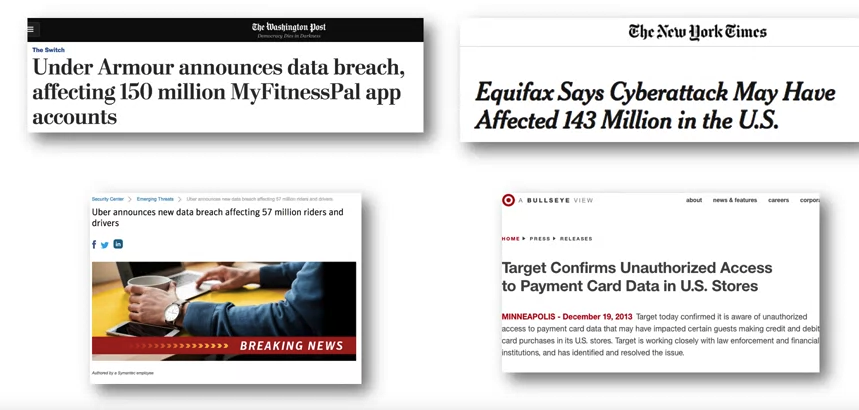 The Washington Post
Democracy Dies in Darkness
The Switch
Under Armour announces data breach,
affecting 150 million MyFitnessPal app
accounts
The New York Times
Equifax Says Cyberattack May Have
Affected 143 Million in the U.S.
Security Center > Emerging Threats > Uber announces new data breach affecting 57 million riders and drivers
Uber announces new data breach affecting 57 million riders and
drivers
f in
BREAKING NEWS
Authored by a Symantec employee
A BULLSEYE VIEW about news & features careers corpor
HOME ▸ PRESS ▸ RELEASES
Target Confirms Unauthorized Access
to Payment Card Data in U.S. Stores
MINNEAPOLIS - December 19, 2013 Target today confirmed it is aware of unauthorized
access to payment card data that may have impacted certain guests making credit and debit
card purchases in its U.S. stores. Target is working closely with law enforcement and financial
institutions, and has identified and resolved the issue.